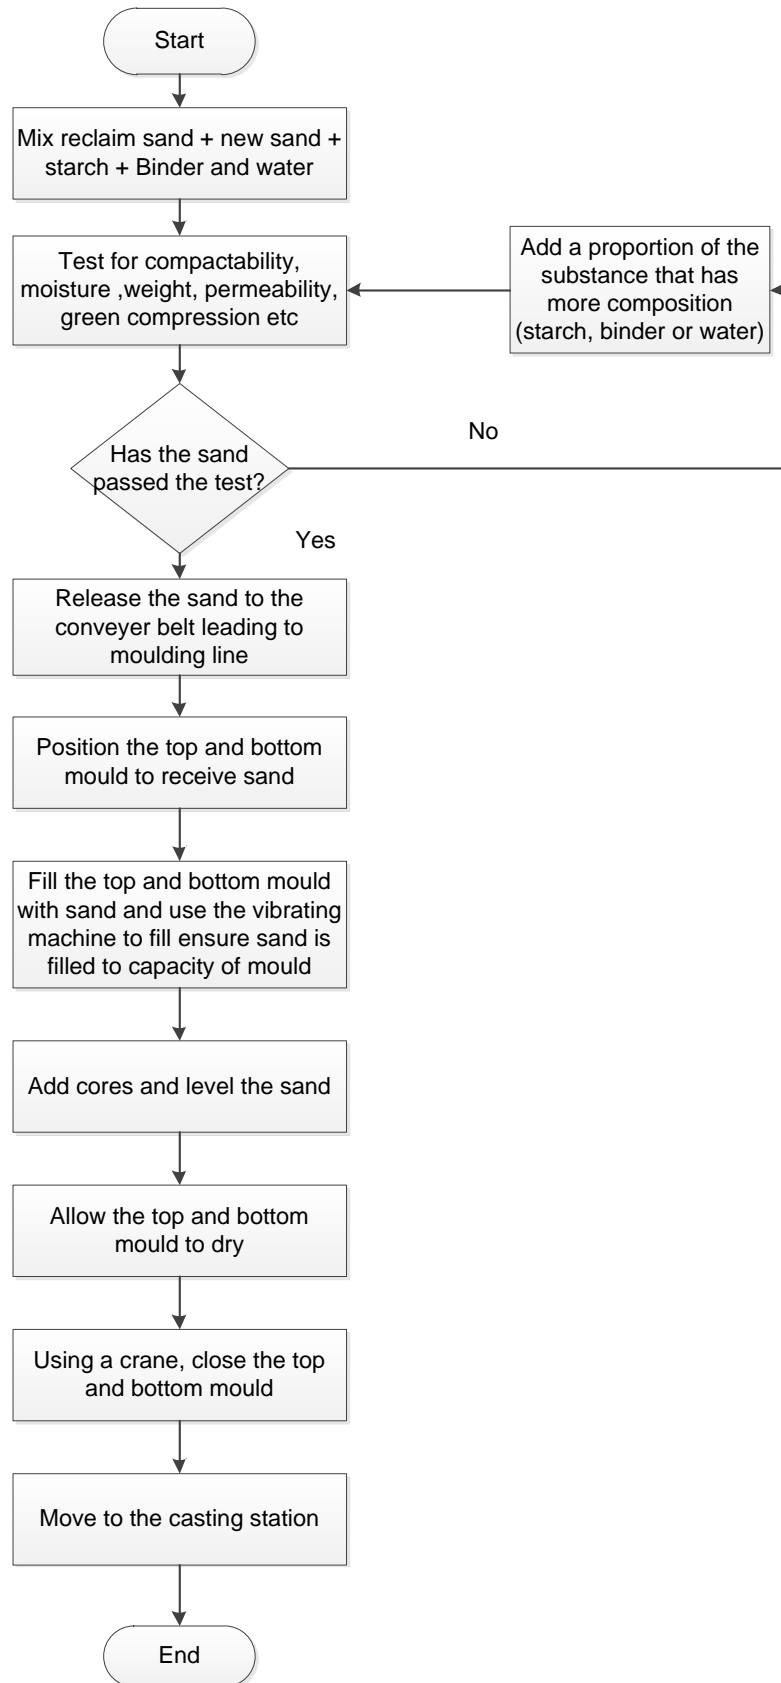 Start
Mix reclaim sand + new sand +
starch + Binder and water
Test for compactability,
moisture ,weight, permeability,
green compression etc
Add a proportion of the
substance that has
more composition
(starch, binder or water)
Has the sand
passed the test?
No
Yes
Release the sand to the
conveyer belt leading to
moulding line
Position the top and bottom
mould to receive sand
Fill the top and bottom mould
with sand and use the vibrating
machine to fill ensure sand is
filled to capacity of mould
Add cores and level the sand
Allow the top and bottom
mould to dry
Using a crane, close the top
and bottom mould
Move to the casting station
End